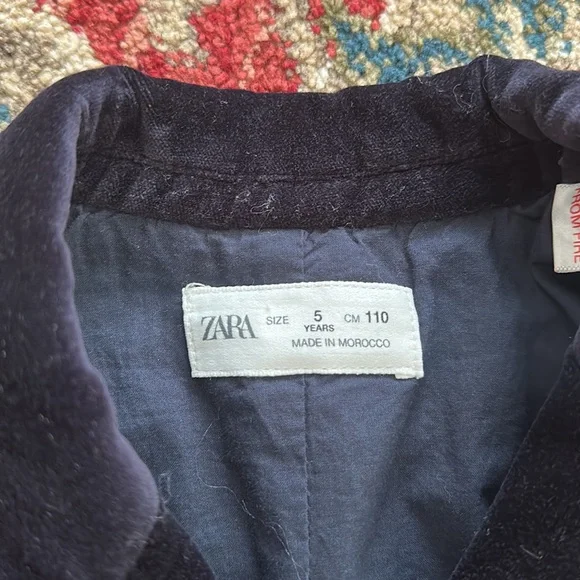 ZARA SIZE 5 YEARS CM 110
MADE IN MOROCCO